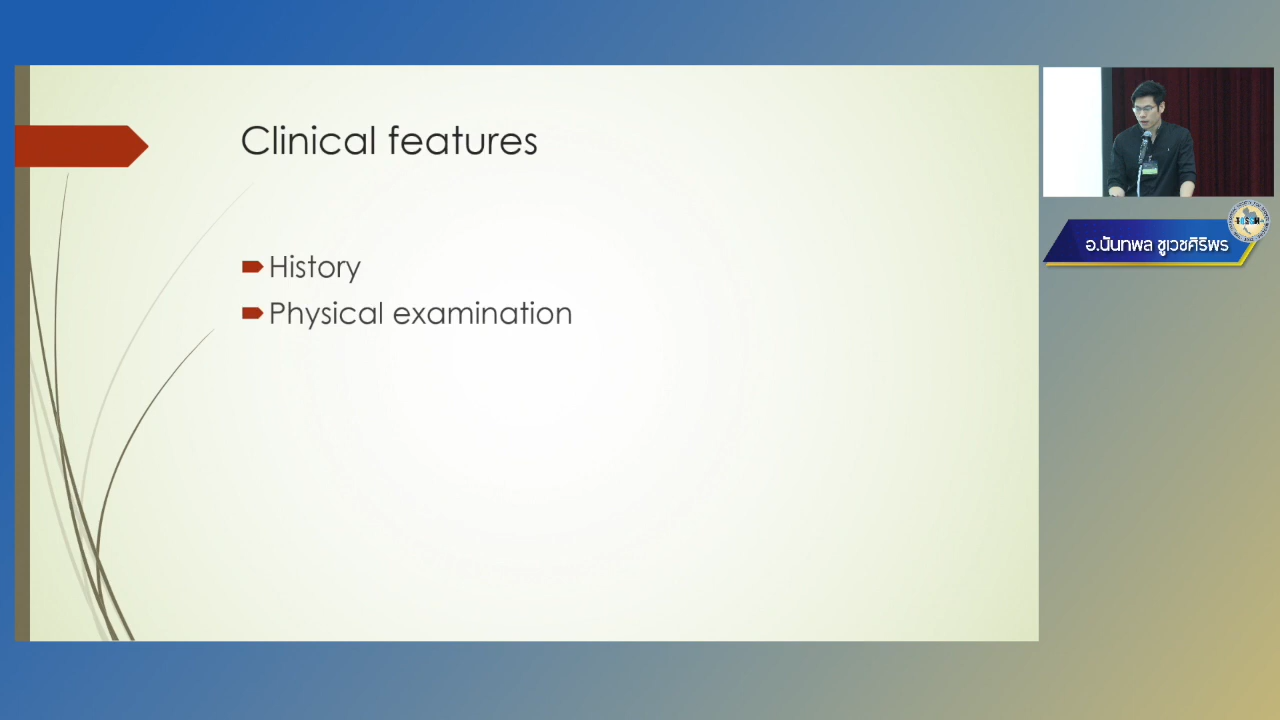 Clinical features
History
Physical examination
อ.นันทพล ชูเวชศิริพร